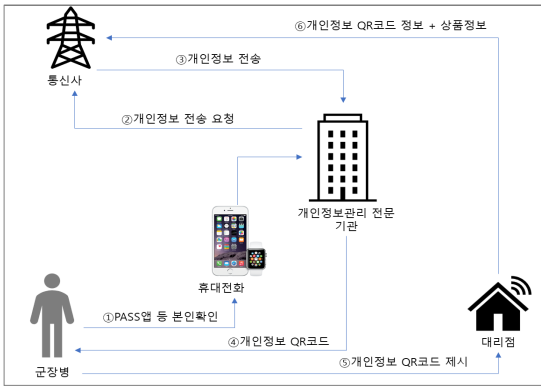 ⑥개인정보 QR코드 정보 + 상품정보
③개인정보 전송
통신사
②개인정보 전송 요청
개인정보관리 전문
기관
휴대전화
①PASS앱 등 본인확인
대리점
④개인정보 QR코드
⑤개인정보 QR코드 제시
군장병